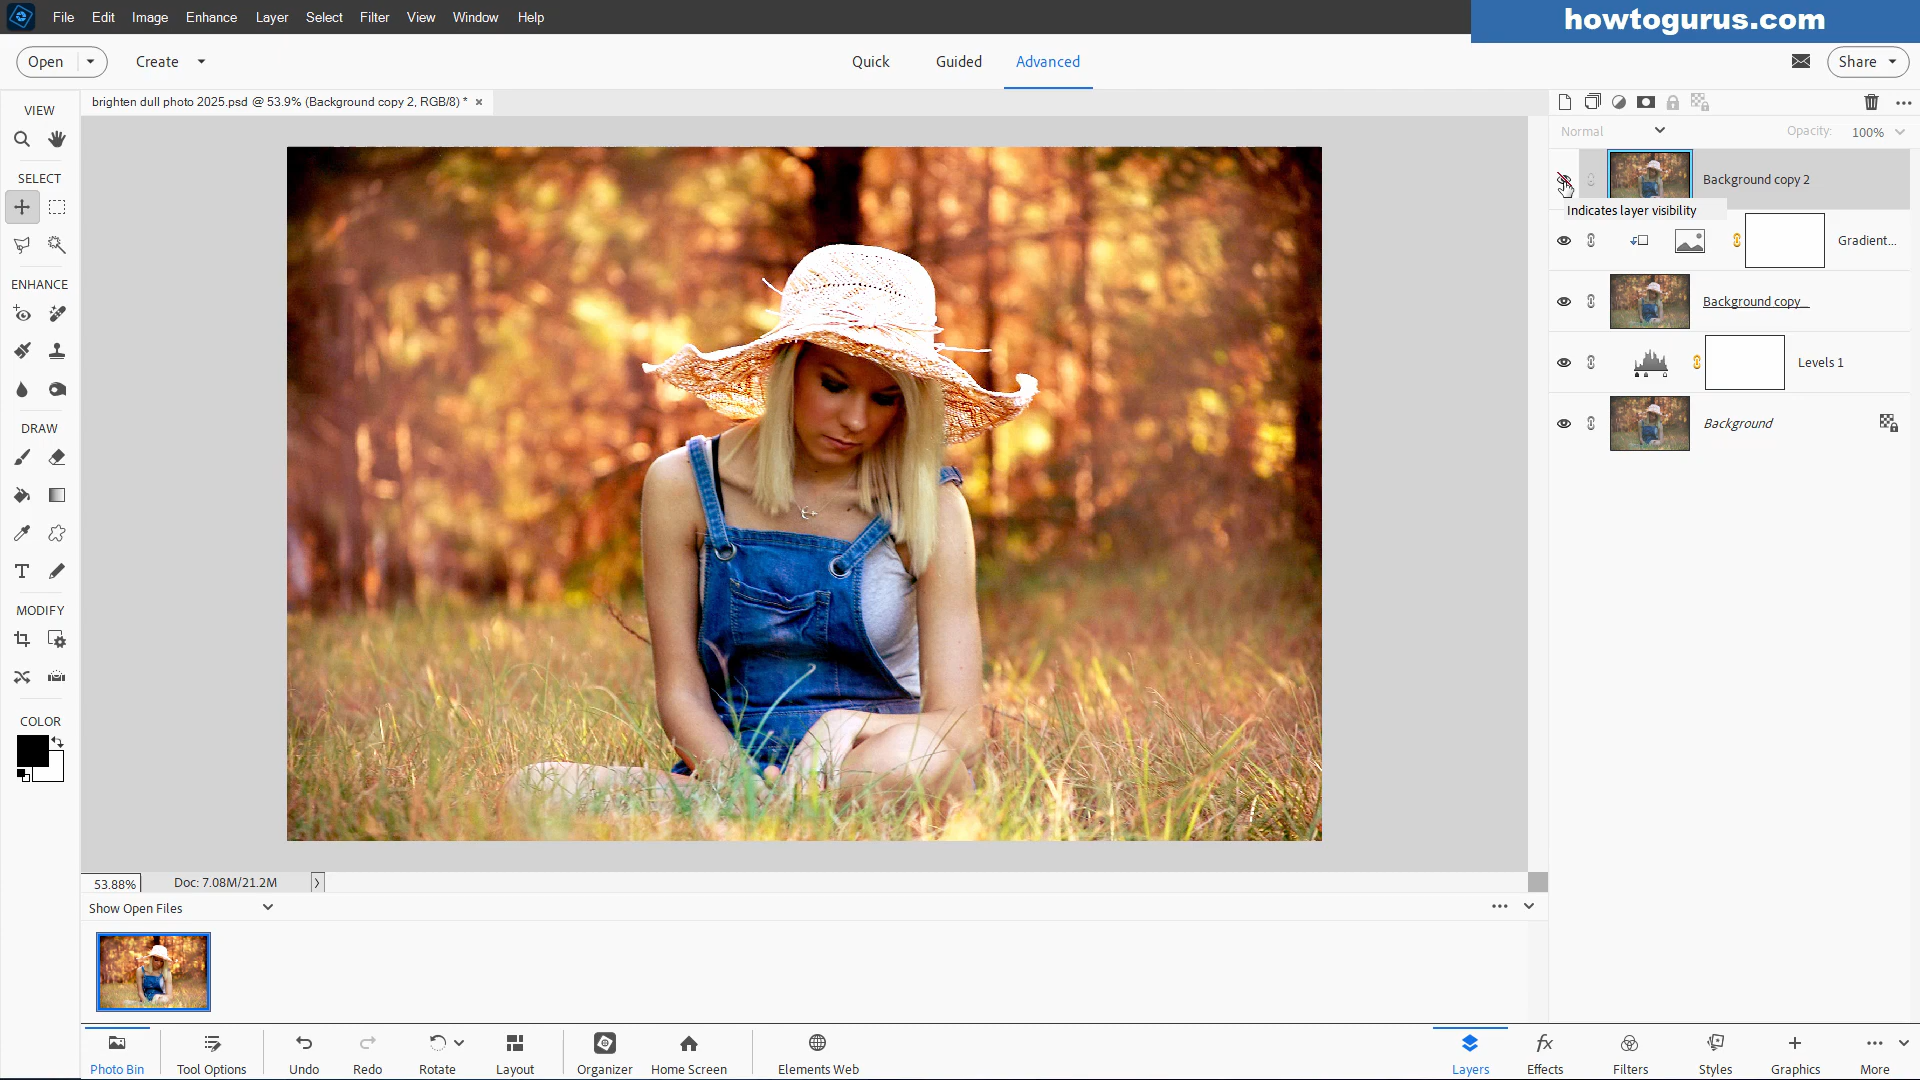 File Edit Image Enhance Layer Select Filter View Window Help
howtogurus.com
Open Create Quick Guided Advanced Share
VIEW
brighten dull photo 2025.psd @ 53.9% (Background copy 2, RGB/8) *
Normal Opacity: 100%
SELECT
Background copy 2
Indicates layer visibility
Gradient...
ENHANCE
Background copy
Levels 1
DRAW
Background
MODIFY
COLOR
53.88% Doc: 7.08M/21.2M
Show Open Files
Photo Bin Tool Options Undo Redo Rotate Layout Organizer Home Screen Elements Web Layers Effects Filters Styles Graphics More